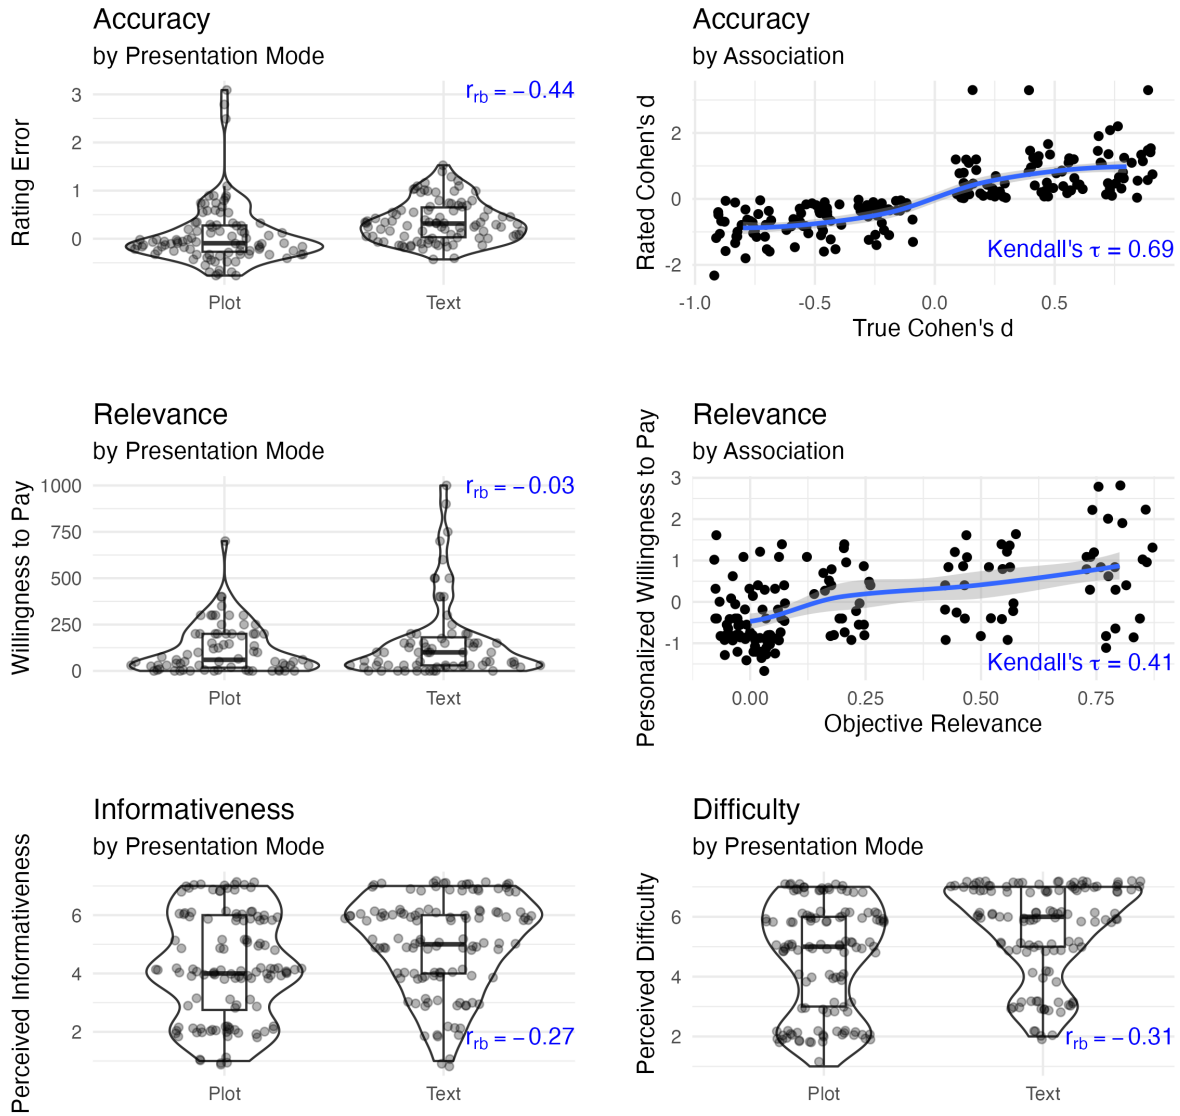 Accuracy
by Presentation Mode
r_rb = −0.44
Rating Error
3
2
1
0
Plot
Text
Accuracy
by Association
Rated Cohen's d
2
0
-2
Kendall's τ = 0.69
-1.0
-0.5
0.0
0.5
True Cohen's d
Relevance
by Presentation Mode
r_rb = −0.03
Willingness to Pay
1000
750
500
250
0
Plot
Text
Relevance
by Association
Personalized Willingness to Pay
3
2
1
0
-1
Kendall's τ = 0.41
0.00
0.25
0.50
0.75
Objective Relevance
Informativeness
by Presentation Mode
Perceived Informativeness
6
4
2
r_rb = −0.27
Plot
Text
Difficulty
by Presentation Mode
Perceived Difficulty
6
4
2
r_rb = −0.31
Plot
Text